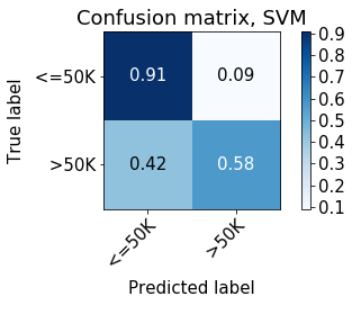 Confusion matrix, SVM
True label
<=50K
0.91
0.09
>50K
0.42
0.58
<=50K
>50K
Predicted label
0.9
0.8
0.7
0.6
0.5
0.4
0.3
0.2
0.1